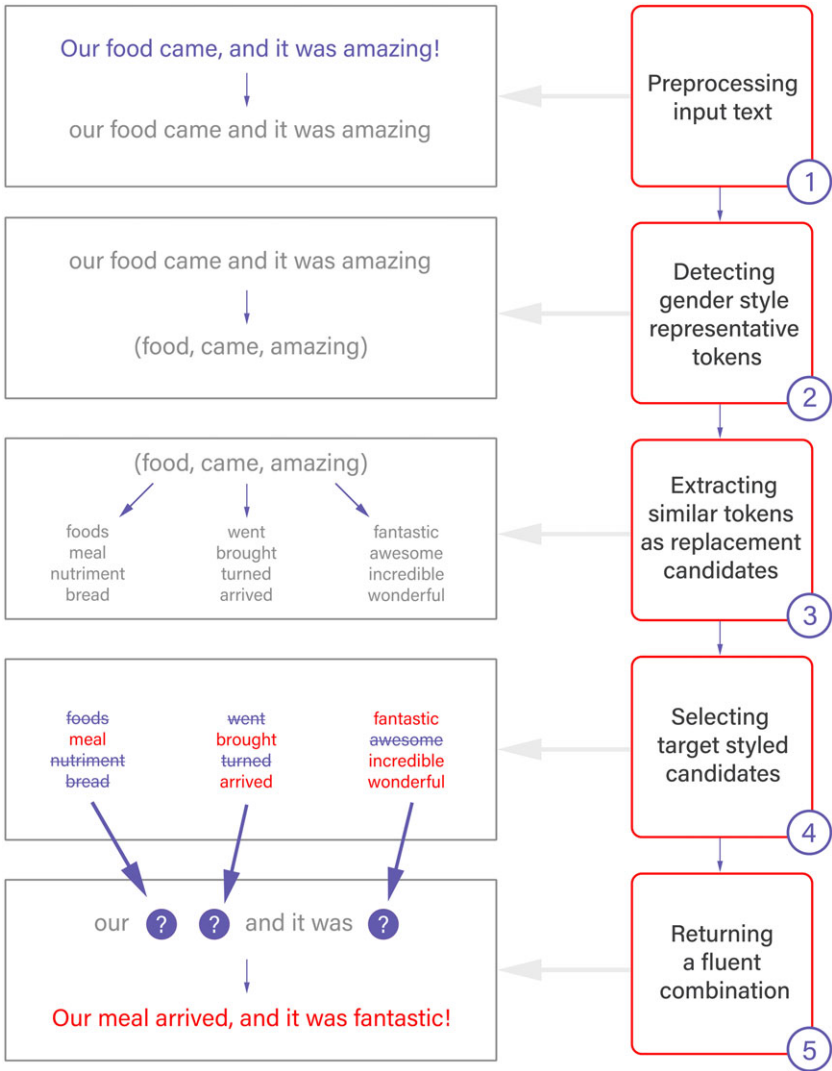 Our food came, and it was amazing!
our food came and it was amazing
Preprocessing
input text
1
our food came and it was amazing
(food, came, amazing)
Detecting
gender style
representative
tokens
2
(food, came, amazing)
foods went fantastic
meal brought awesome
nutriment turned incredible
bread arrived wonderful
Extracting
similar tokens
as replacement
candidates
3
foods went fantastic
meal brought awesome
nutriment turned incredible
bread arrived wonderful
Selecting
target styled
candidates
4
our ? ? and it was ?
Our meal arrived, and it was fantastic!
Returning
a fluent
combination
5